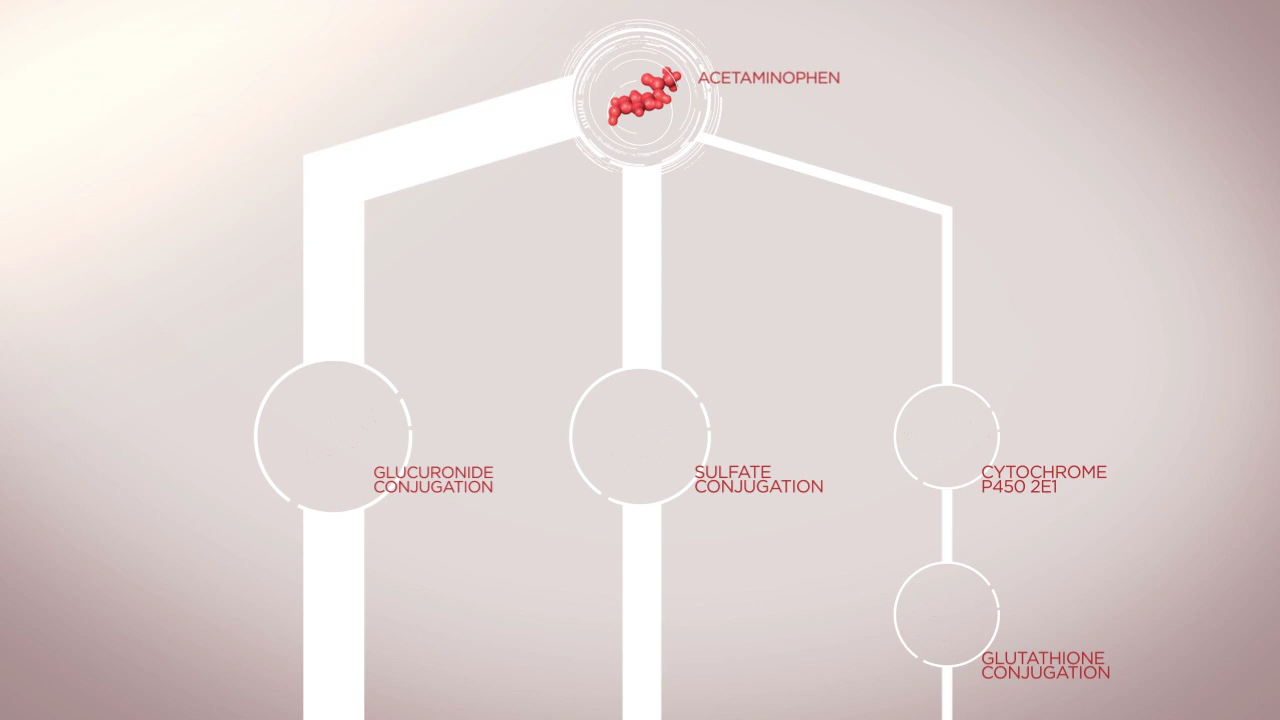 ACETAMINOPHEN
GLUCURONIDE
CONJUGATION
SULFATE
CONJUGATION
CYTOCHROME
P450 2E1
GLUTATHIONE
CONJUGATION